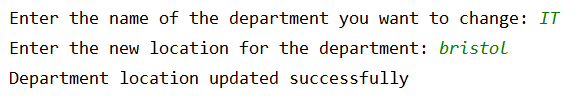 Enter the name of the department you want to change: IT
Enter the new location for the department: bristol
Department location updated successfully